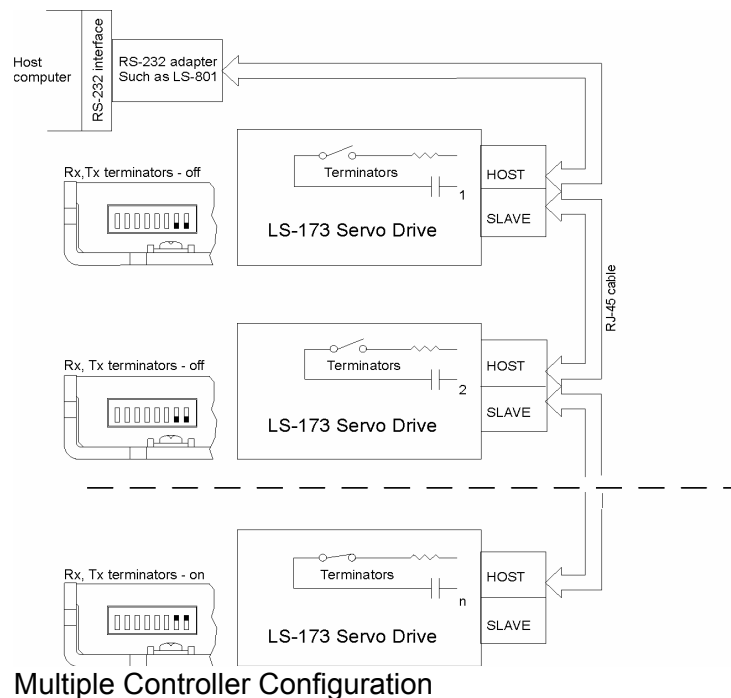 Host
computer
RS-232 interface
RS-232 adapter
Such as LS-801
Rx,Tx terminators - off
Terminators
1
LS-173 Servo Drive
HOST
SLAVE
RJ-45 cable
Rx, Tx terminators - off
Terminators
2
LS-173 Servo Drive
HOST
SLAVE
Rx, Tx terminators - on
Terminators
n
LS-173 Servo Drive
HOST
SLAVE
Multiple Controller Configuration